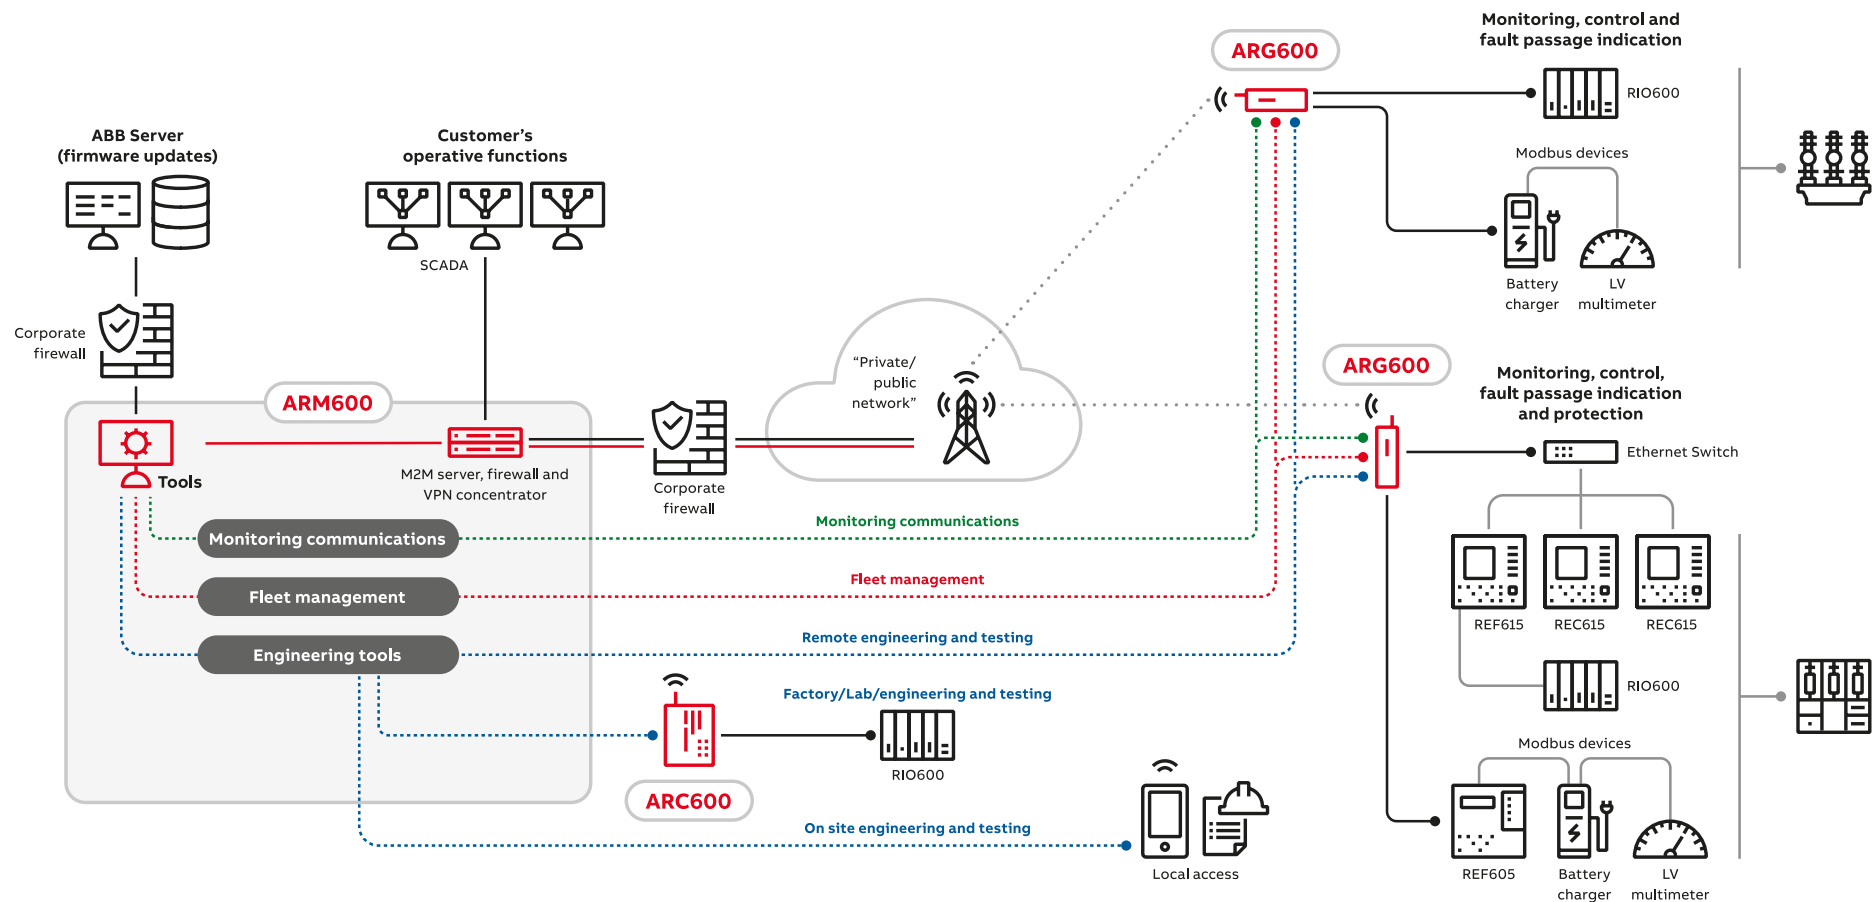 ABB Server
(firmware updates)
Customer's
operative functions
SCADA
Corporate
firewall
ARM600
Tools
M2M server, firewall and
VPN concentrator
Corporate
firewall
"Private/
public
network"
Monitoring communications
Fleet management
Engineering tools
Monitoring communications
Fleet management
Remote engineering and testing
Factory/Lab/engineering and testing
RIO600
ARC600
On site engineering and testing
Local access
ARG600
Monitoring, control and
fault passage indication
RIO600
Modbus devices
Battery
charger
LV
multimeter
ARG600
Monitoring, control,
fault passage indication
and protection
Ethernet Switch
REF615
REC615
REC615
RIO600
Modbus devices
REF605
Battery
charger
LV
multimeter